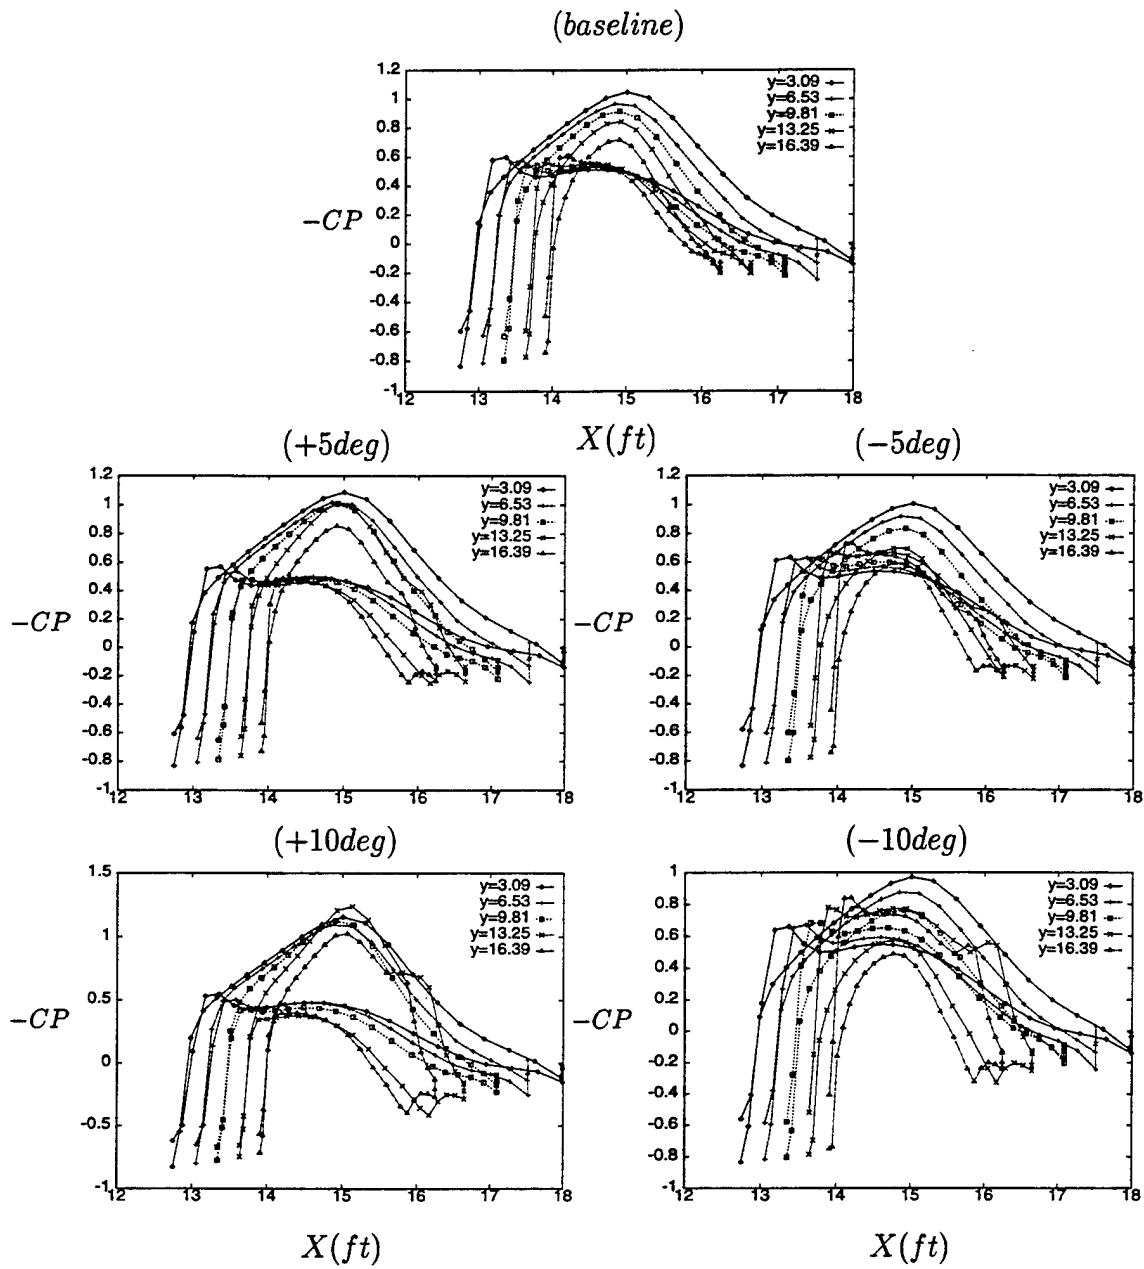 (baseline)
1.2
1
0.8
0.6
0.4
0.2
0
-0.2
-0.4
-0.6
-0.8
-1
-CP
y=3.09
y=6.53
y=9.81
y=13.25
y=16.39
12 13 14 15 16 17 18
X(ft)
(+5deg)
1.2
1
0.8
0.6
0.4
0.2
0
-0.2
-0.4
-0.6
-0.8
-1
-CP
y=3.09
y=6.53
y=9.81
y=13.25
y=16.39
12 13 14 15 16 17 18
(-5deg)
1.2
1
0.8
0.6
0.4
0.2
0
-0.2
-0.4
-0.6
-0.8
-1
-CP
y=3.09
y=6.53
y=9.81
y=13.25
y=16.39
12 13 14 15 16 17 18
(+10deg)
1.5
1
0.5
0
-0.5
-1
-CP
y=3.09
y=6.53
y=9.81
y=13.25
y=16.39
12 13 14 15 16 17 18
X(ft)
(-10deg)
1
0.8
0.6
0.4
0.2
0
-0.2
-0.4
-0.6
-0.8
-1
-CP
y=3.09
y=6.53
y=9.81
y=13.25
y=16.39
12 13 14 15 16 17 18
X(ft)